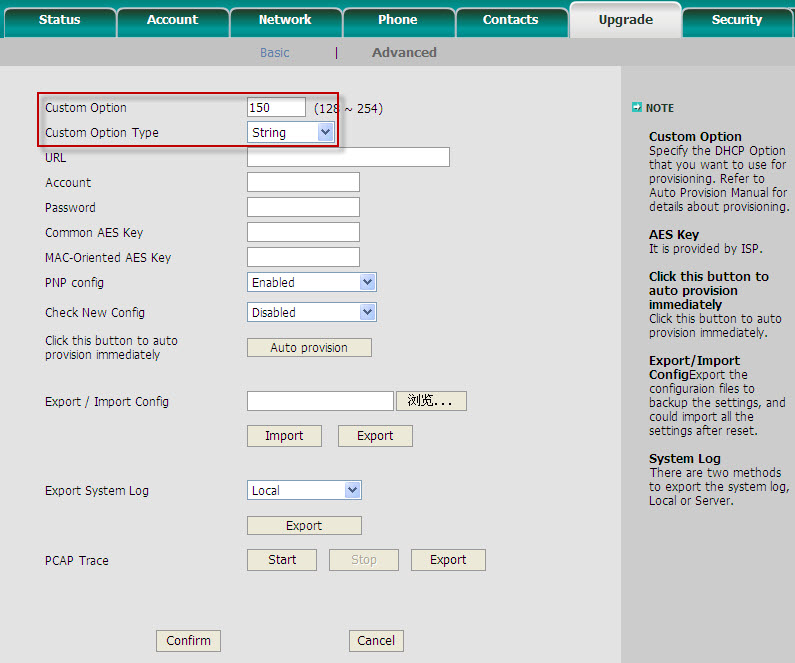 Status Account Network Phone Contacts Upgrade Security
Basic | Advanced
Custom Option 150 (128 ~ 254)
Custom Option Type String
URL
Account
Password
Common AES Key
MAC-Oriented AES Key
PNP config Enabled
Check New Config Disabled
Click this button to auto
provision immediately
Auto provision
Export / Import Config 浏览...
Import Export
Export System Log Local
Export
PCAP Trace Start Stop Export
Confirm Cancel
NOTE
Custom Option
Specify the DHCP Option
that you want to use for
provisioning. Refer to
Auto Provision Manual for
details about provisioning.
AES Key
It is provided by ISP.
Click this button to
auto provision
immediately
Click this button to auto
provision immediately.
Export/Import
ConfigExport the
configuraion files to
backup the settings, and
could import all the
settings after reset.
System Log
There are two methods
to export the system log,
Local or Server.